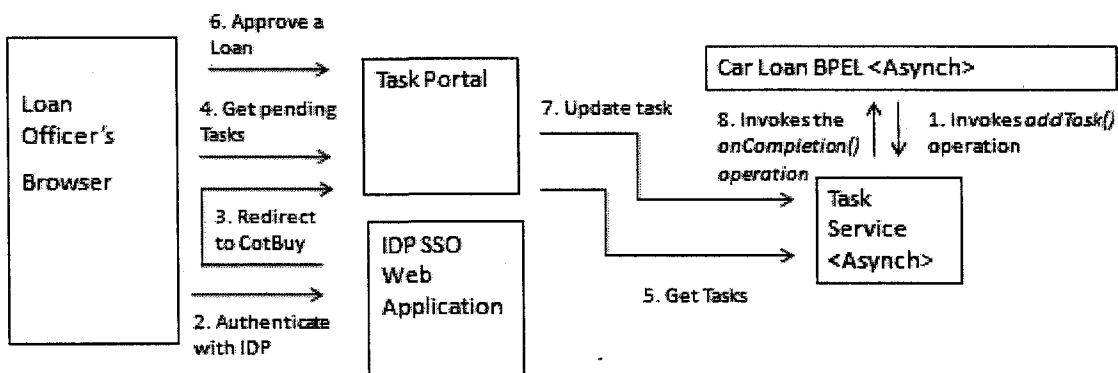 6. Approve a
Loan
Loan
Officer's
Browser
Task Portal
Car Loan BPEL <Asynch>
4. Get pending
Tasks
7. Update task
8. Invokes the
onCompletion()
operation
1. Invokes addTask()
operation
3. Redirect
to CotBuy
IDP SSO
Web
Application
Task
Service
<Asynch>
5. Get Tasks
2. Authenticate
with IDP